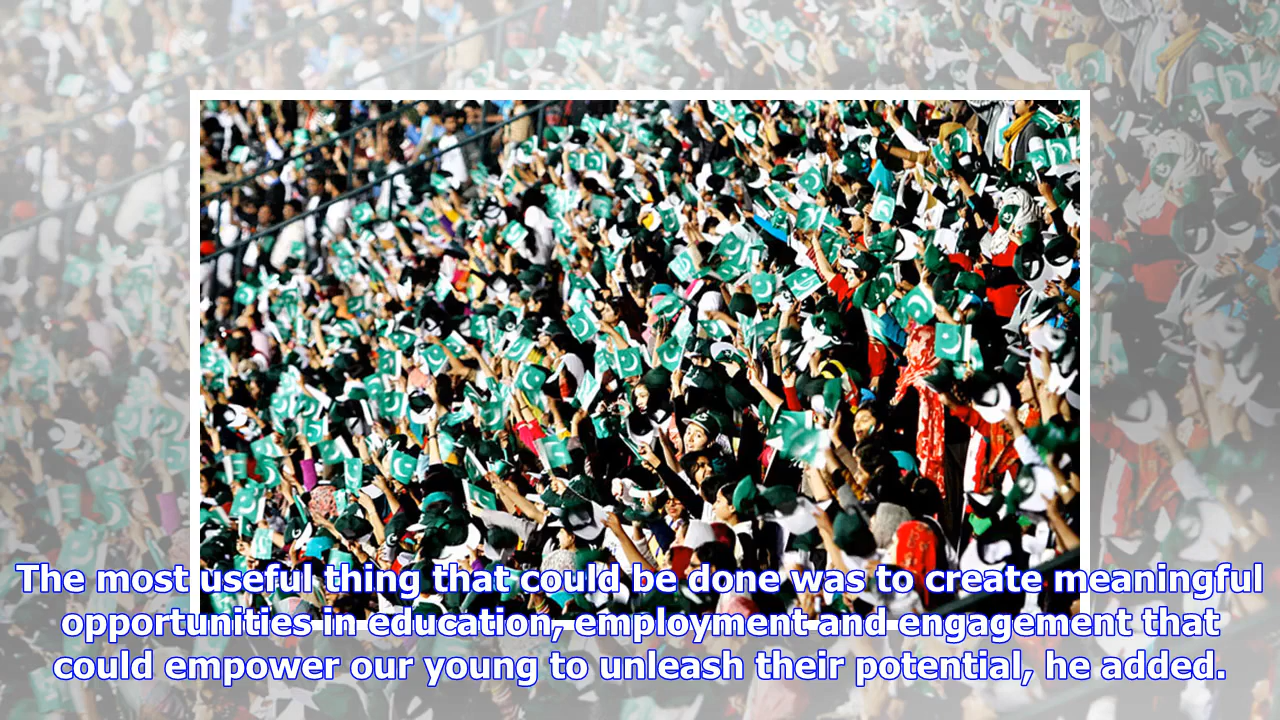 The most useful thing that could be done was to create meaningful
opportunities in education, employment and engagement that
could empower our young to unleash their potential, he added.